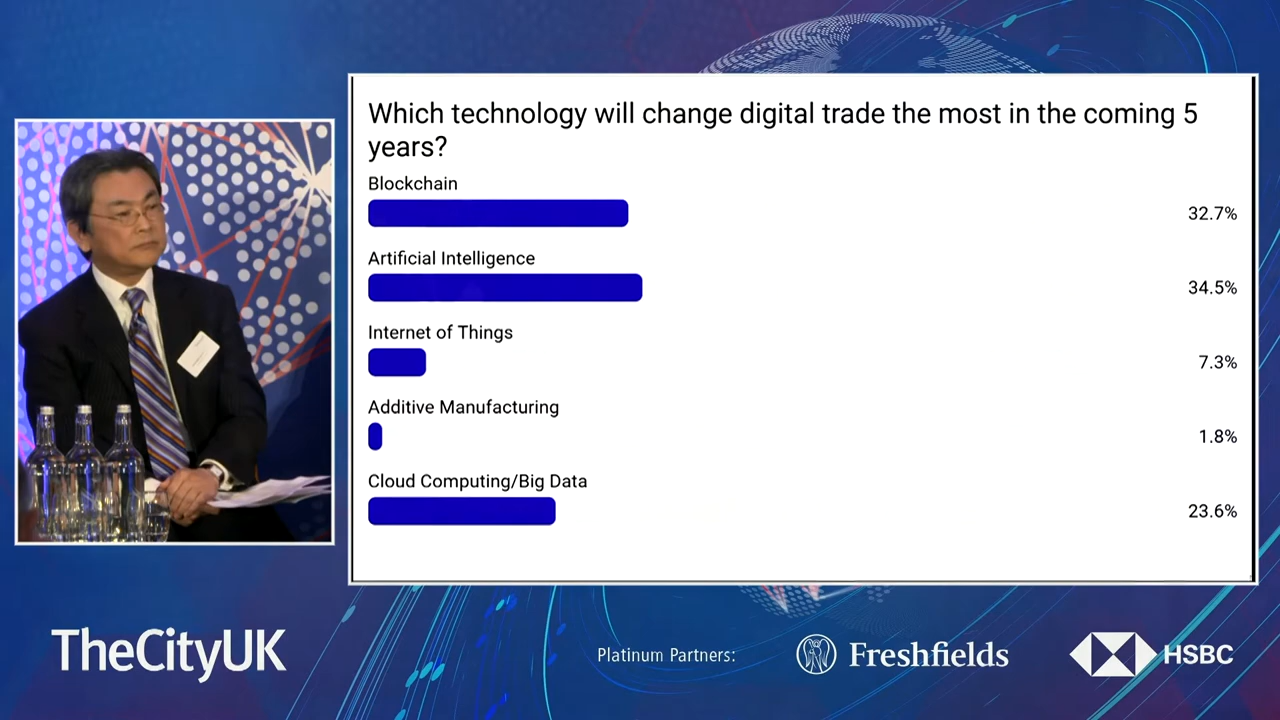 Which technology will change digital trade the most in the coming 5
years?
Blockchain
32.7%
Artificial Intelligence
34.5%
Internet of Things
7.3%
Additive Manufacturing
1.8%
Cloud Computing/Big Data
23.6%
TheCityUK
Platinum Partners:
Freshfields
HSBC